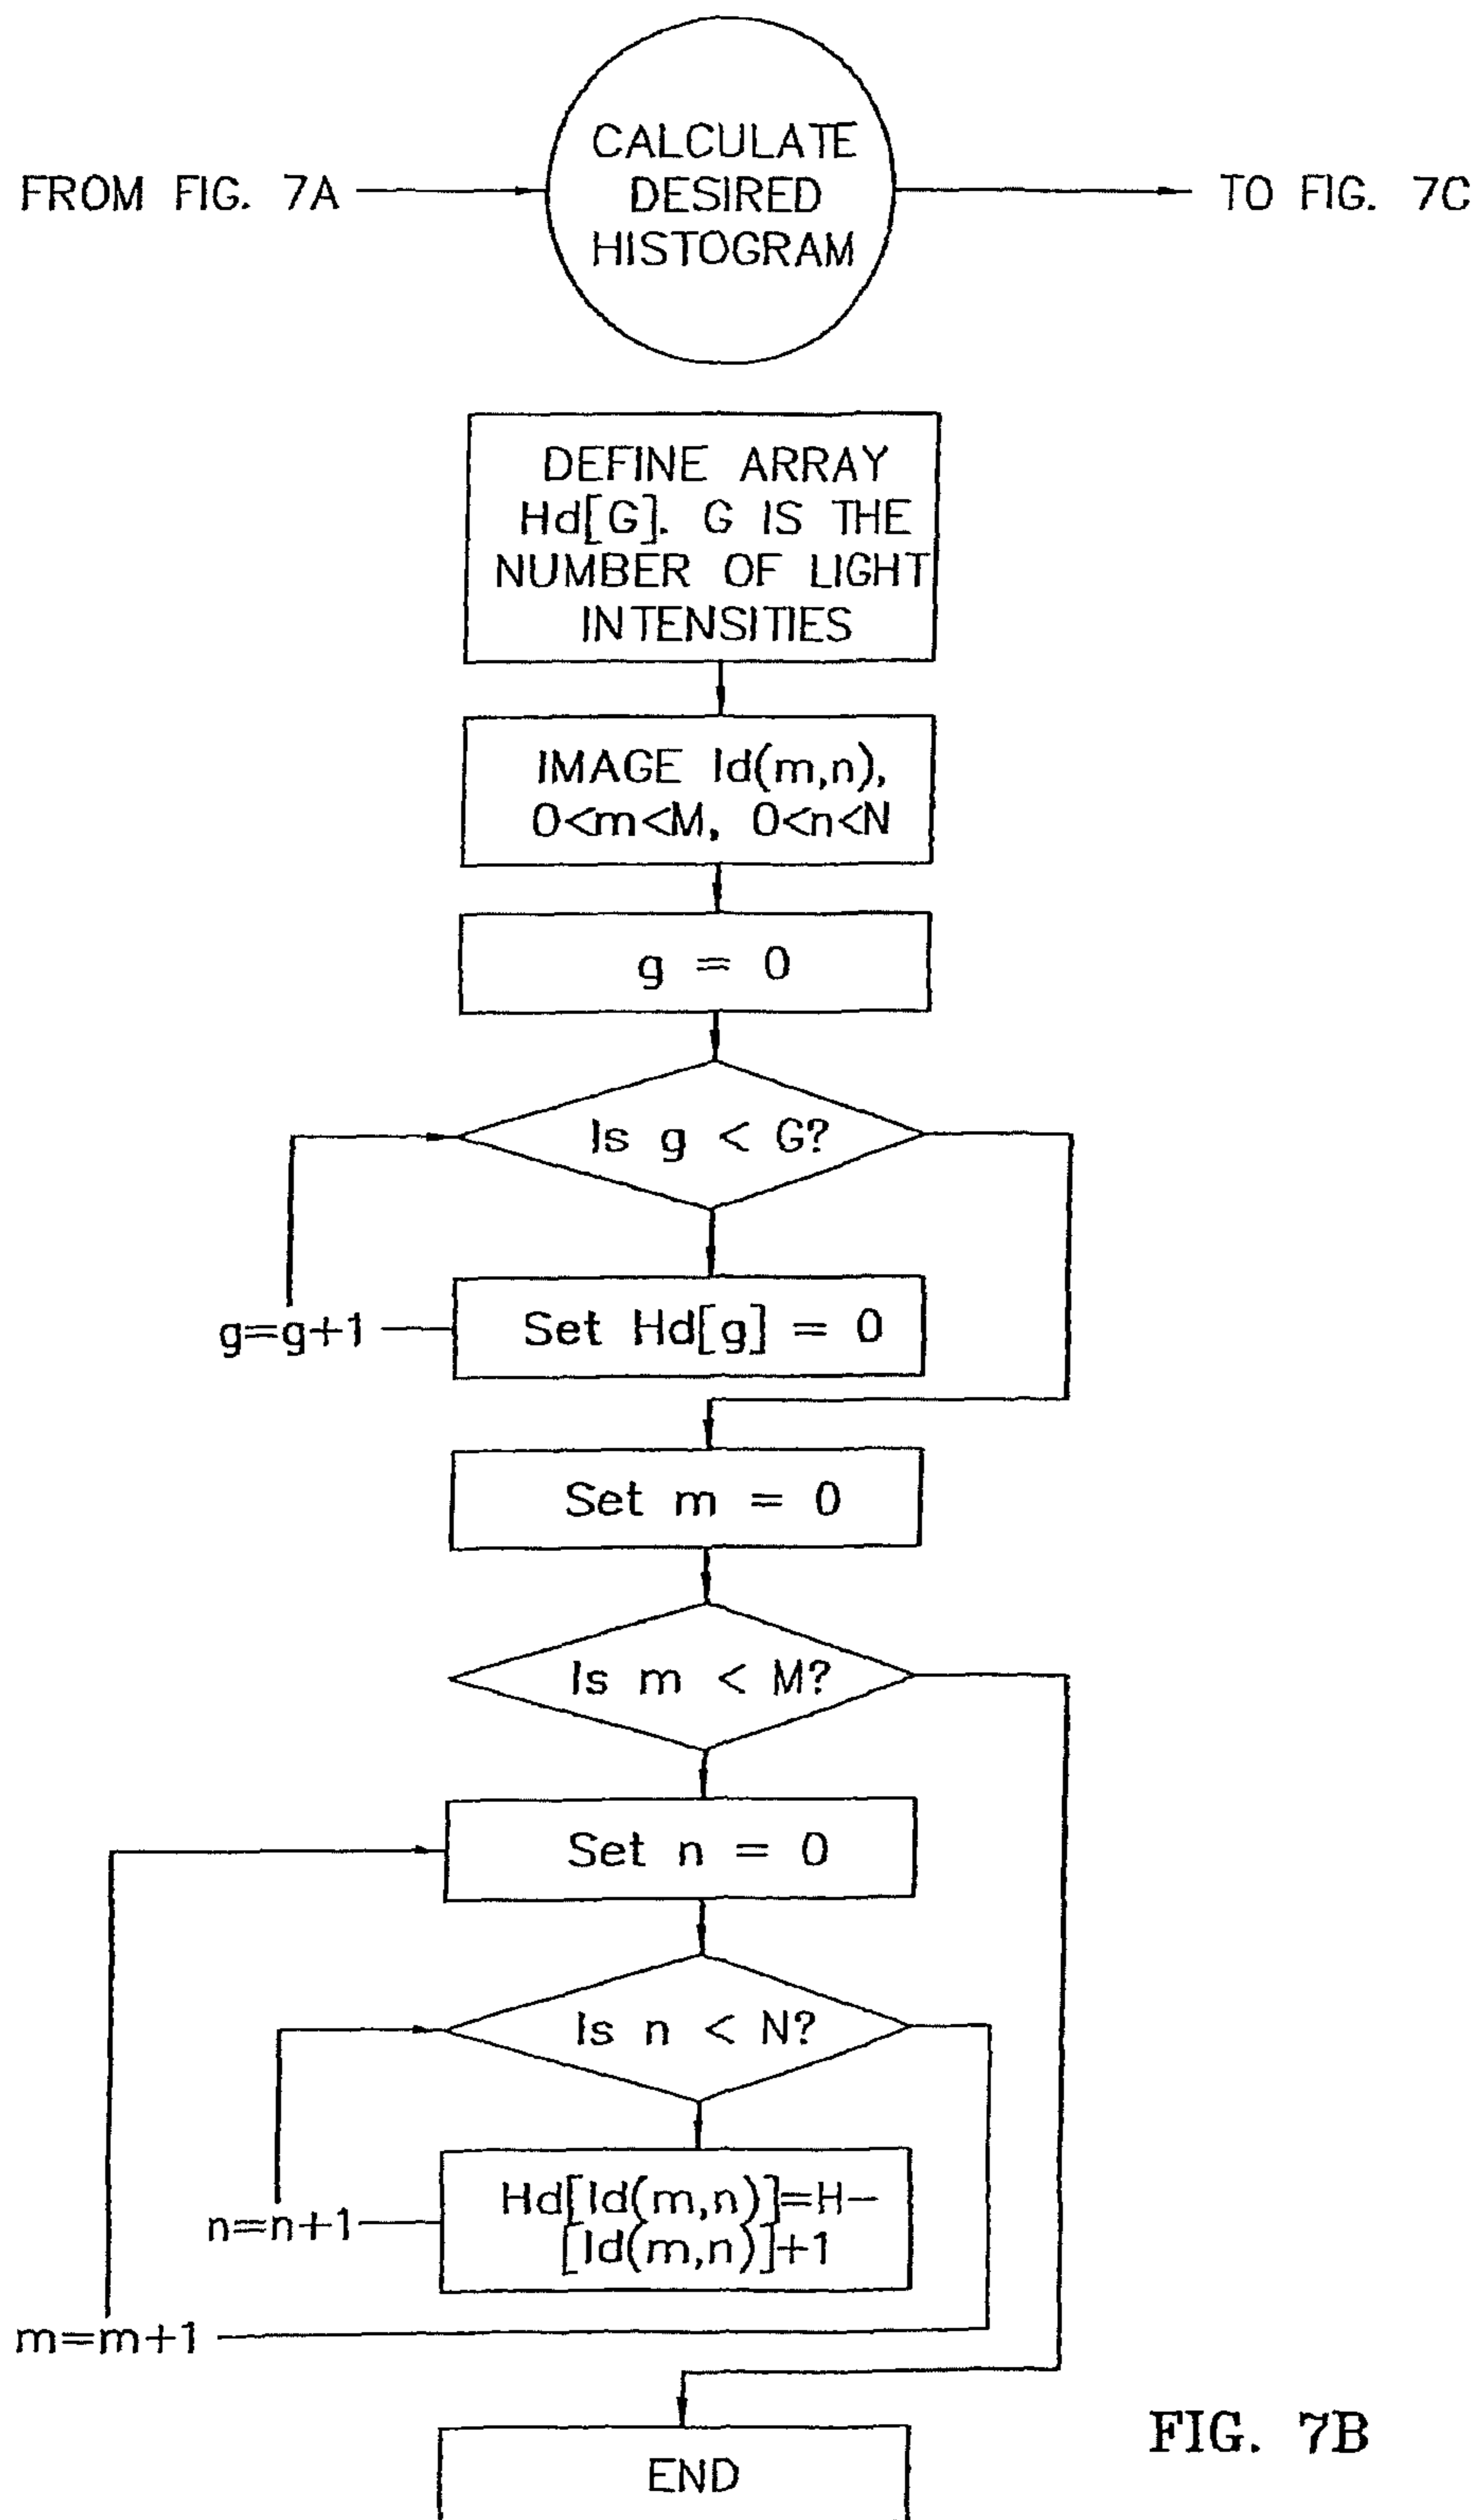 CALCULATE
DESIRED
HISTOGRAM
FROM FIG. 7A
TO FIG. 7C
DEFINE ARRAY
Hd[G]. G IS THE
NUMBER OF LIGHT
INTENSITIES
IMAGE Id(m,n),
0<m<M, 0<n<N
g = 0
Is g < G?
g=g+1
Set Hd[g] = 0
Set m = 0
Is m < M?
Set n = 0
Is n < N?
Hd[Id(m,n)]=H-
[Id(m,n)]+1
n=n+1
m=m+1
END
FIG. 7B